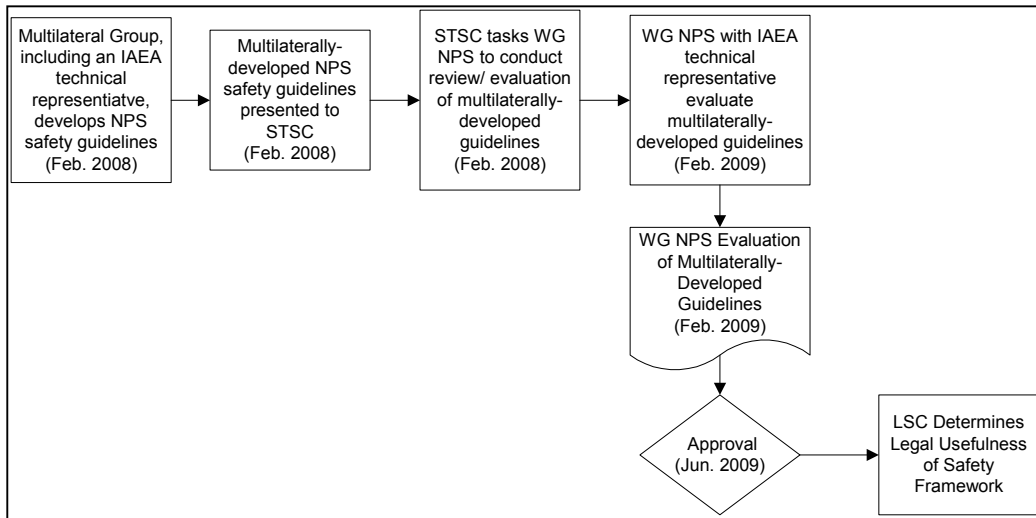 Multilateral Group,
including an IAEA
technical
representiatve,
develops NPS
safety guidelines
(Feb. 2008)
Multilaterally-
developed NPS
safety guidelines
presented to
STSC
(Feb. 2008)
STSC tasks WG
NPS to conduct
review/ evaluation
of multilaterally-
developed
guidelines
(Feb. 2008)
WG NPS with IAEA
technical
representative
evaluate
multilaterally-
developed guidelines
(Feb. 2009)
WG NPS Evaluation
of Multilaterally-
Developed
Guidelines
(Feb. 2009)
Approval
(Jun. 2009)
LSC Determines
Legal Usefulness
of Safety
Framework